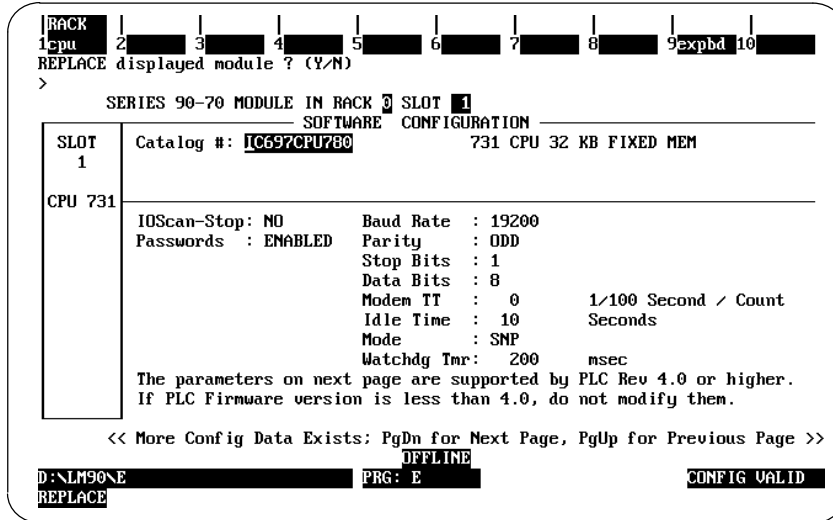 RACK
1cpu 2 3 4 5 6 7 8 9expbd 10
REPLACE displayed module ? (Y/N)
>
SERIES 90-70 MODULE IN RACK 0 SLOT 1
SOFTWARE CONFIGURATION
SLOT Catalog #: IC697CPU780 731 CPU 32 KB FIXED MEM
1
CPU 731
IOScan-Stop: NO Baud Rate : 19200
Passwords : ENABLED Parity : ODD
Stop Bits : 1
Data Bits : 8
Modem TT : 0 1/100 Second / Count
Idle Time : 10 Seconds
Mode : SNP
Watchdg Tmr: 200 msec
The parameters on next page are supported by PLC Rev 4.0 or higher.
If PLC Firmware version is less than 4.0, do not modify them.
<< More Config Data Exists; PgDn for Next Page, PgUp for Previous Page >>
OFFLINE
D:\LM90\E PRG: E CONFIG VALID
REPLACE